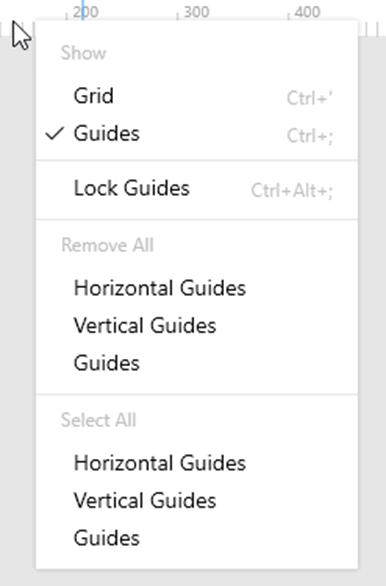 200 300 400
Show
Grid Ctrl+'
Guides Ctrl+;
Lock Guides Ctrl+Alt+;
Remove All
Horizontal Guides
Vertical Guides
Guides
Select All
Horizontal Guides
Vertical Guides
Guides